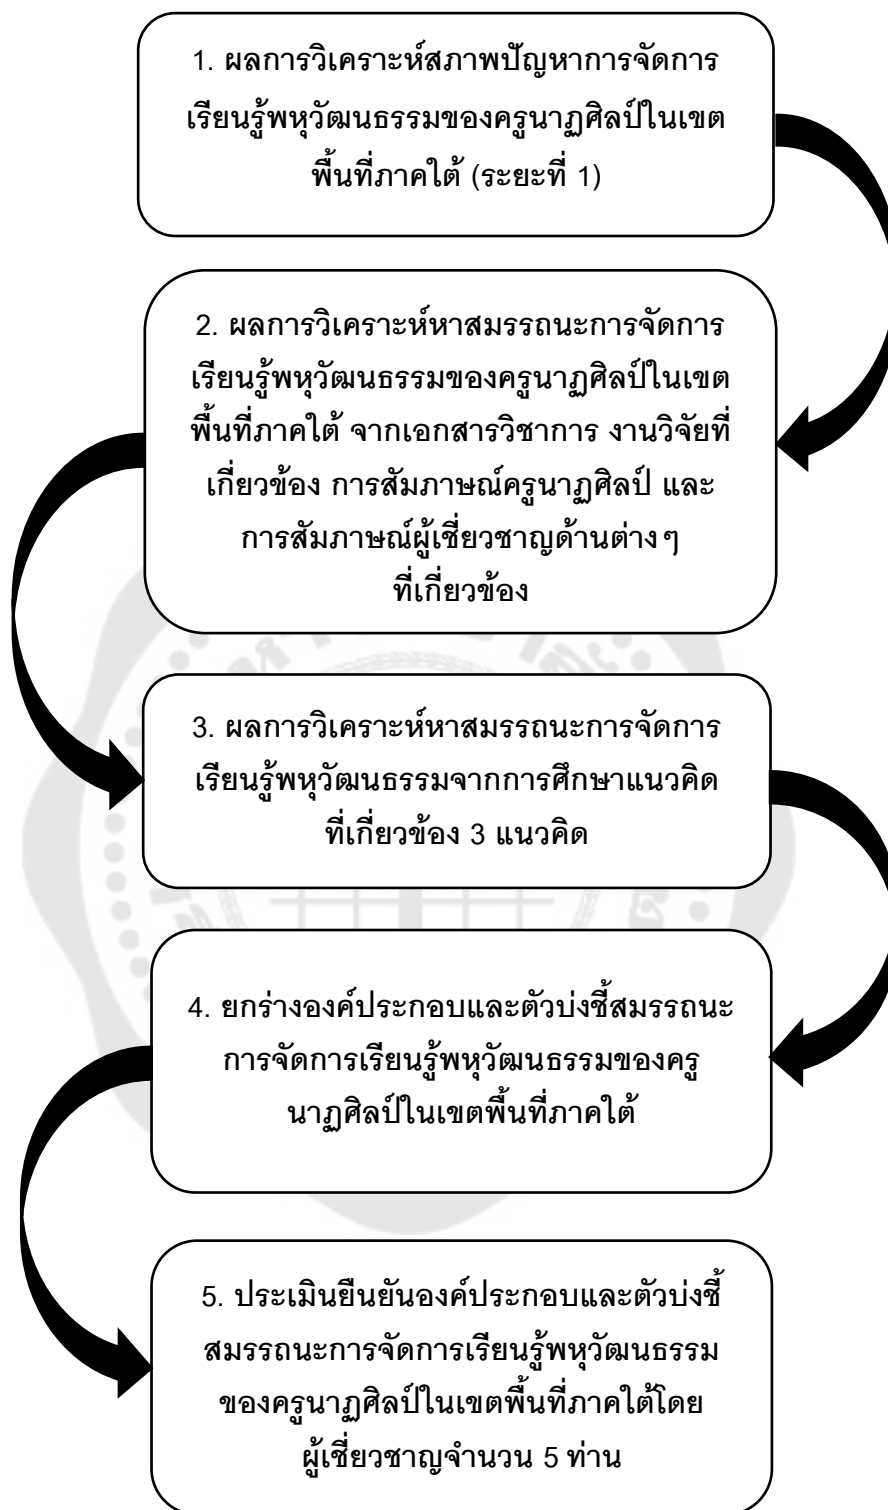 1. ผลการวิเคราะห์สภาพปัญหาการจัดการ
เรียนรู้พหุวัฒนธรรมของครูนาฏศิลป์ในเขต
พื้นที่ภาคใต้ (ระยะที่ 1)
2. ผลการวิเคราะห์หาสมรรถนะการจัดการ
เรียนรู้พหุวัฒนธรรมของครูนาฏศิลป์ในเขต
พื้นที่ภาคใต้ จากเอกสารวิชาการ งานวิจัยที่
เกี่ยวข้อง การสัมภาษณ์ครูนาฏศิลป์ และ
การสัมภาษณ์ผู้เชี่ยวชาญด้านต่าง ๆ
ที่เกี่ยวข้อง
3. ผลการวิเคราะห์หาสมรรถนะการจัดการ
เรียนรู้พหุวัฒนธรรมจากการศึกษาแนวคิด
ที่เกี่ยวข้อง 3 แนวคิด
4. ยกร่างองค์ประกอบและตัวบ่งชี้สมรรถนะ
การจัดการเรียนรู้พหุวัฒนธรรมของครู
นาฏศิลป์ในเขตพื้นที่ภาคใต้
5. ประเมินยืนยันองค์ประกอบและตัวบ่งชี้
สมรรถนะการจัดการเรียนรู้พหุวัฒนธรรม
ของครูนาฏศิลป์ในเขตพื้นที่ภาคใต้โดย
ผู้เชี่ยวชาญจำนวน 5 ท่าน